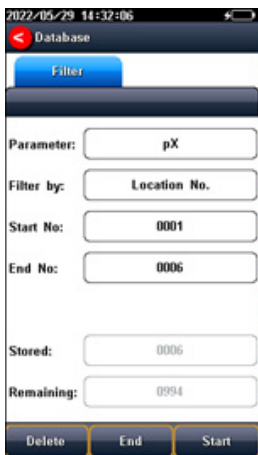 2022/05/29 14:32:06
< Database
Filter
Parameter: pX
Filter by: Location No.
Start No: 0001
End No: 0006
Stored: 0006
Remaining: 0994
Delete End Start